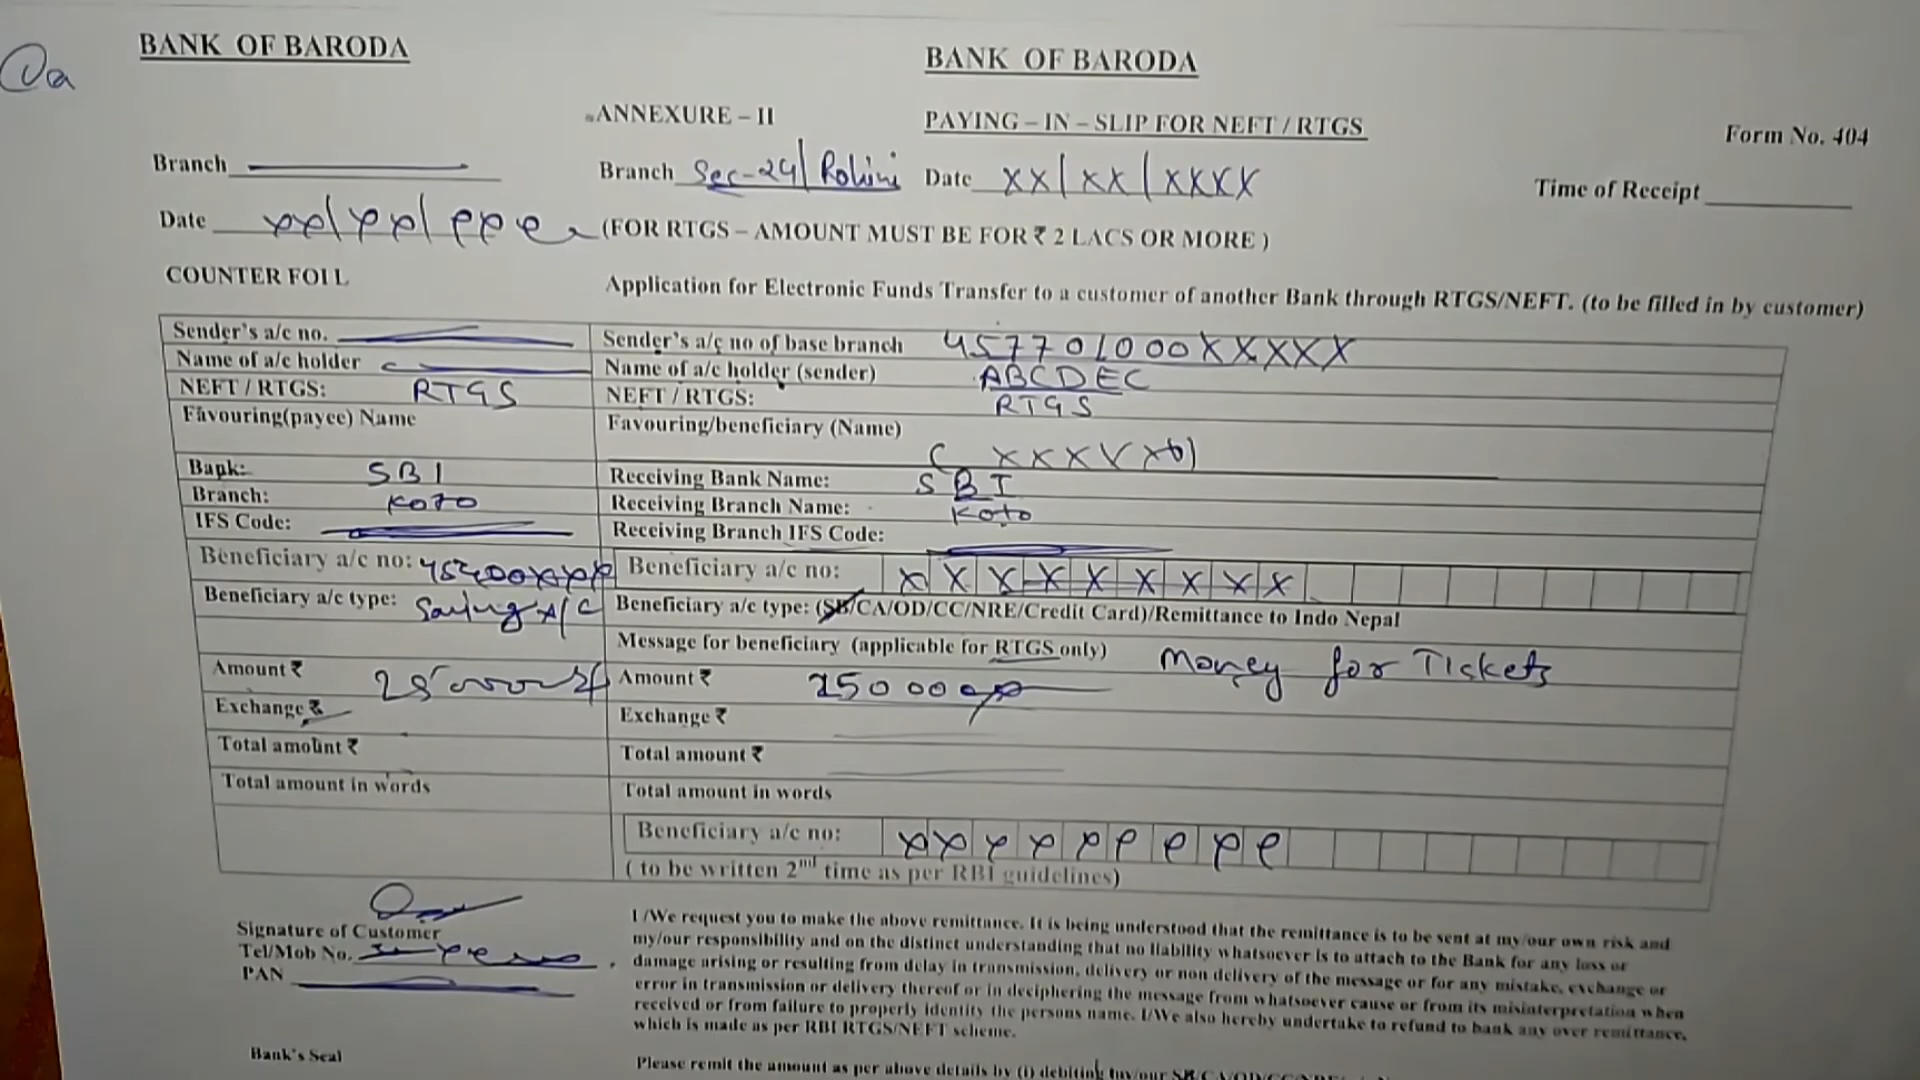 BANK OF BARODA
BANK OF BARODA
ANNEXURE – II
PAYING – IN – SLIP FOR NEFT / RTGS
Form No. 404
Branch
Branch Sec-24/ Rohini Date xx/xx/xxxx
Time of Receipt
Date
(FOR RTGS – AMOUNT MUST BE FOR ₹ 2 LACS OR MORE )
COUNTER FOIL
Application for Electronic Funds Transfer to a customer of another Bank through RTGS/NEFT. (to be filled in by customer)
Sender's a/c no.
Sender's a/c no of base branch 457701000XXXXX
Name of a/c holder
Name of a/c holder (sender) ABCDEC
NEFT / RTGS: RTGS
NEFT / RTGS: RTGS
Favouring(payee) Name
Favouring/beneficiary (Name)
Bank: SBI
Receiving Bank Name: SBI
Branch: Koto
Receiving Branch Name: Koto
IFS Code:
Receiving Branch IFS Code:
Beneficiary a/c no:
Beneficiary a/c no: X X X X X X X X X
Beneficiary a/c type: Saving A/C
Beneficiary a/c type: (SB/CA/OD/CC/NRE/Credit Card)/Remittance to Indo Nepal
Message for beneficiary (applicable for RTGS only) Money for Tickets
Amount ₹
Amount ₹ 250000
Exchange ₹
Exchange ₹
Total amount ₹
Total amount ₹
Total amount in words
Total amount in words
Beneficiary a/c no:
( to be written 2nd time as per RBI guidelines)
Signature of Customer
Tel/Mob No.
PAN
I /We request you to make the above remittance. It is being understood that the remittance is to be sent at my/our own risk and
my/our responsibility and on the distinct understanding that no liability whatsoever is to attach to the Bank for any loss or
damage arising or resulting from delay in transmission, delivery or non delivery of the message or for any mistake, exchange or
error in transmission or delivery thereof or in deciphering the message from whatsoever cause or from its misinterpretation when
received or from failure to properly identity the persons name. I/We also hereby undertake to refund to bank any over remittance,
which is made as per RBI RTGS/NEFT scheme.
Bank's Seal
Please remit the amount as per above details by (i) debiting my/our